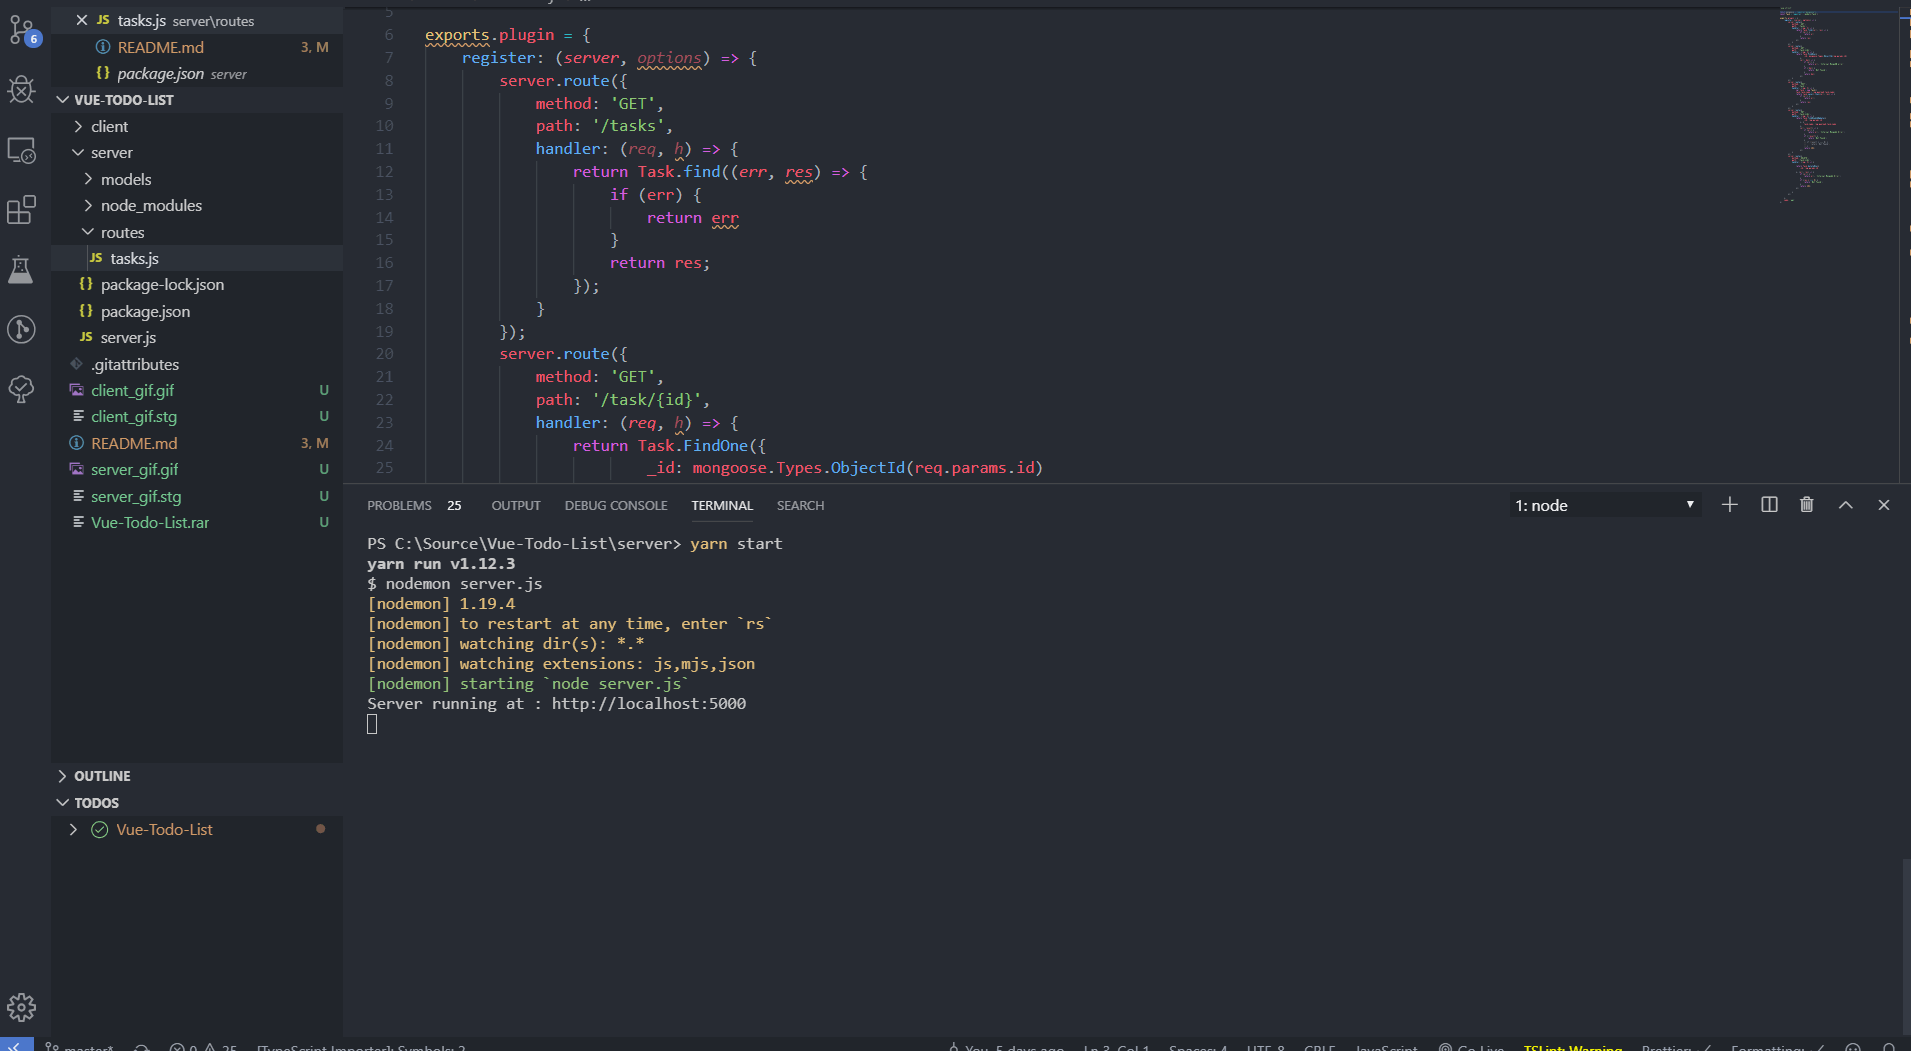 6
tasks.js server\routes
README.md 3, M
package.json server
VUE-TODO-LIST
client
server
models
node_modules
routes
JS tasks.js
package-lock.json
package.json
JS server.js
.gitattributes
client_gif.gif U
client_gif.stg U
README.md 3, M
server_gif.gif U
server_gif.stg U
Vue-Todo-List.rar U
OUTLINE
TODOS
Vue-Todo-List
5
6 exports.plugin = {
7 register: (server, options) => {
8 server.route({
9 method: 'GET',
10 path: '/tasks',
11 handler: (req, h) => {
12 return Task.find((err, res) => {
13 if (err) {
14 return err
15 }
16 return res;
17 });
18 }
19 });
20 server.route({
21 method: 'GET',
22 path: '/task/{id}',
23 handler: (req, h) => {
24 return Task.FindOne({
25 _id: mongoose.Types.ObjectId(req.params.id)
PROBLEMS 25 OUTPUT DEBUG CONSOLE TERMINAL SEARCH 1: node
PS C:\Source\Vue-Todo-List\server> yarn start
yarn run v1.12.3
$ nodemon server.js
[nodemon] 1.19.4
[nodemon] to restart at any time, enter `rs`
[nodemon] watching dir(s): *.*
[nodemon] watching extensions: js,mjs,json
[nodemon] starting `node server.js`
Server running at : http://localhost:5000
master* 0 25 [TypeScript Importer]: Symbols: 2 You, 5 days ago Ln 3, Col 1 Spaces: 4 UTF-8 CRLF JavaScript Go Live TSLint: Warning Prettier: Formatting: